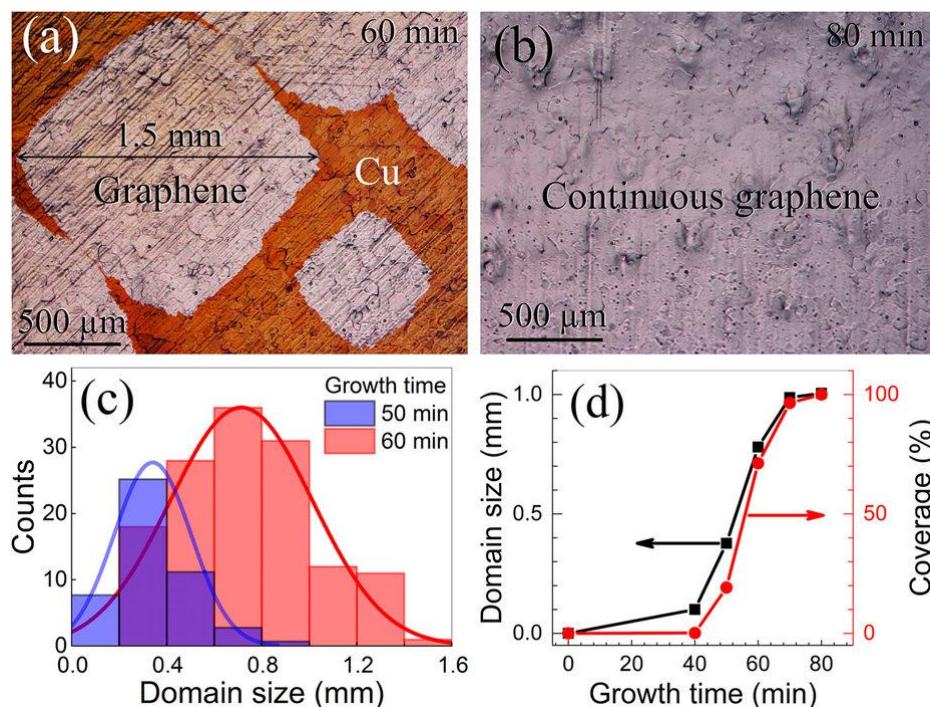 (a)
60 min
1.5 mm
Graphene
Cu
500 µm
(b)
80 min
Continuous graphene
500 µm
(c)
Growth time
50 min
60 min
Counts
40
30
20
10
0
0.0 0.4 0.8 1.2 1.6
Domain size (mm)
(d)
Domain size (mm)
1.0
0.5
0.0
100
50
0
Coverage (%)
0 20 40 60 80
Growth time (min)